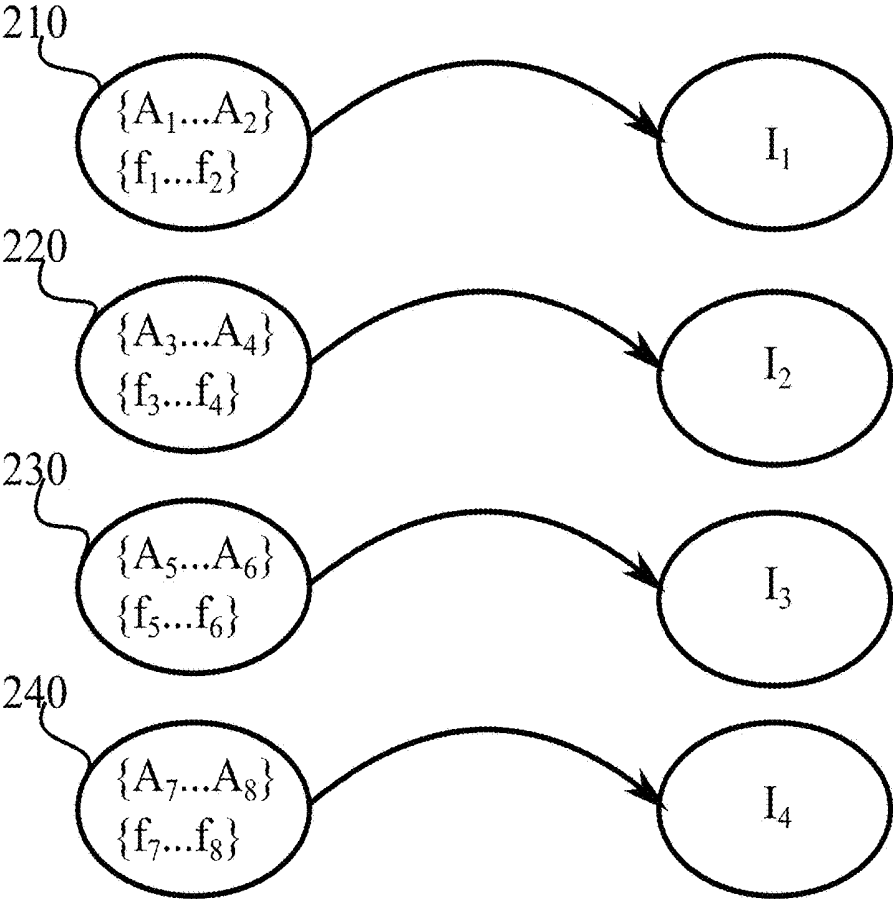 210
{A₁...A₂}
{f₁...f₂}
I₁
220
{A₃...A₄}
{f₃...f₄}
I₂
230
{A₅...A₆}
{f₅...f₆}
I₃
240
{A₇...A₈}
{f₇...f₈}
I₄